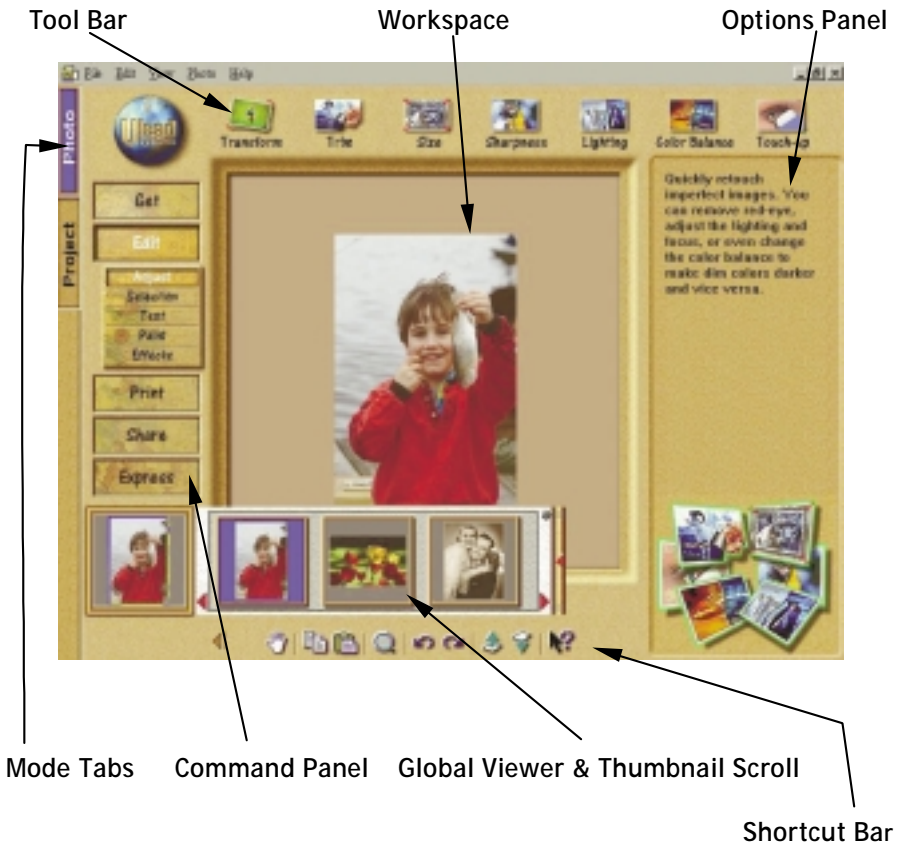 Tool Bar
Workspace
Options Panel
File Edit View Photo Help
Photo
Project
Ulead
Transform
Trim
Size
Sharpness
Lighting
Color Balance
Touch-up
Get
Edit
Adjust
Selection
Text
Paint
Effects
Print
Share
Express
Quickly retouch
imperfect images. You
can remove red-eye,
adjust the lighting and
focus, or even change
the color balance to
make dim colors darker
and vice versa.
Mode Tabs
Command Panel
Global Viewer & Thumbnail Scroll
Shortcut Bar